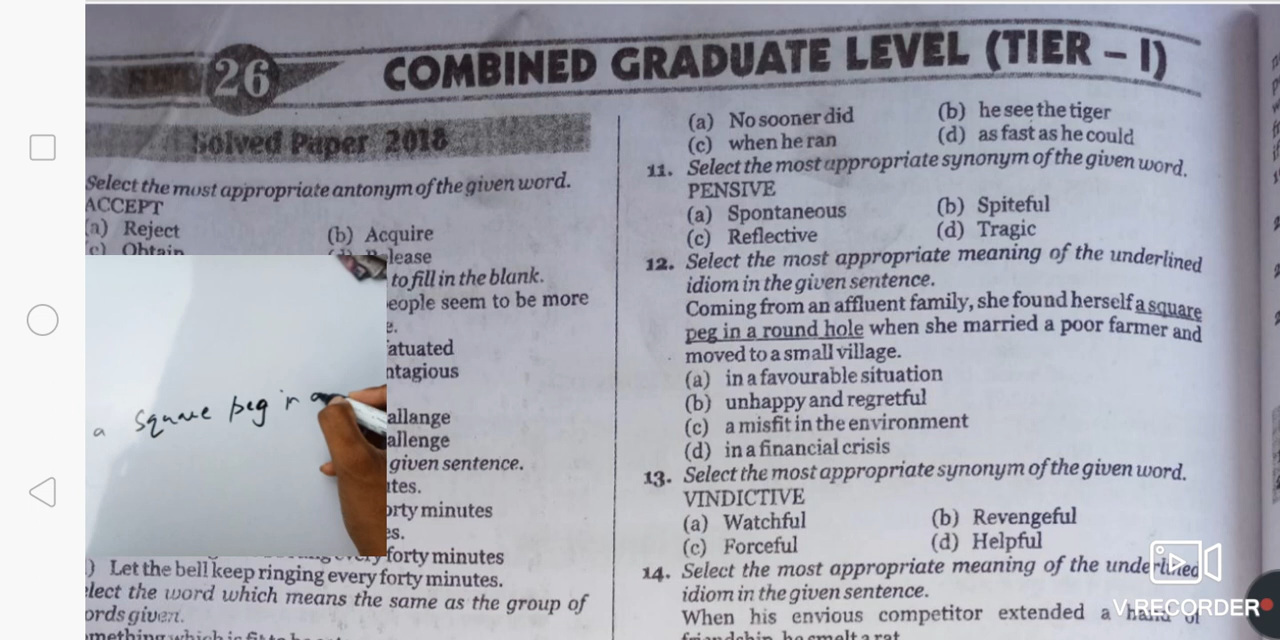 26
COMBINED GRADUATE LEVEL (TIER – I)
Solved Paper 2018
Select the most appropriate antonym of the given word.
ACCEPT
a) Reject (b) Acquire
c) Obtain lease
to fill in the blank.
eople seem to be more
e.
atuated
ntagious
allange
allenge
given sentence.
tes.
orty minutes
es.
forty minutes
) Let the bell keep ringing every forty minutes.
elect the word which means the same as the group of
ords given.
a square peg in a
(a) No sooner did (b) he see the tiger
(c) when he ran (d) as fast as he could
11. Select the most appropriate synonym of the given word.
PENSIVE
(a) Spontaneous (b) Spiteful
(c) Reflective (d) Tragic
12. Select the most appropriate meaning of the underlined
idiom in the given sentence.
Coming from an affluent family, she found herself a square
peg in a round hole when she married a poor farmer and
moved to a small village.
(a) in a favourable situation
(b) unhappy and regretful
(c) a misfit in the environment
(d) in a financial crisis
13. Select the most appropriate synonym of the given word.
VINDICTIVE
(a) Watchful (b) Revengeful
(c) Forceful (d) Helpful
14. Select the most appropriate meaning of the underlined
idiom in the given sentence.
When his envious competitor extended a hand of
friendship, he smelt a rat
V RECORDER